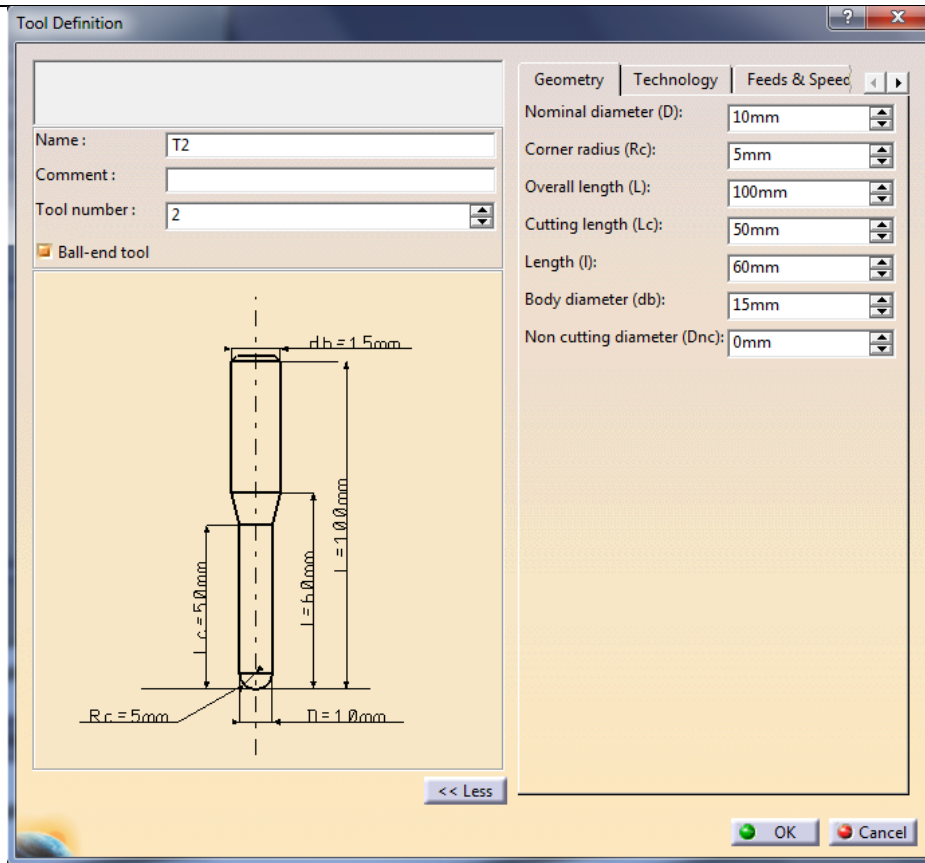 Tool Definition
?
X
Name :
T2
Comment :
Tool number :
2
Ball-end tool
db=15mm
L=100mm
l=60mm
Lc=50mm
Rc=5mm
D=10mm
<< Less
Geometry
Technology
Feeds & Speed
Nominal diameter (D):
10mm
Corner radius (Rc):
5mm
Overall length (L):
100mm
Cutting length (Lc):
50mm
Length (l):
60mm
Body diameter (db):
15mm
Non cutting diameter (Dnc):
0mm
OK
Cancel